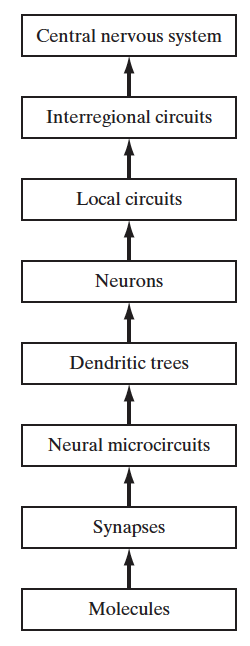 Central nervous system
Interregional circuits
Local circuits
Neurons
Dendritic trees
Neural microcircuits
Synapses
Molecules